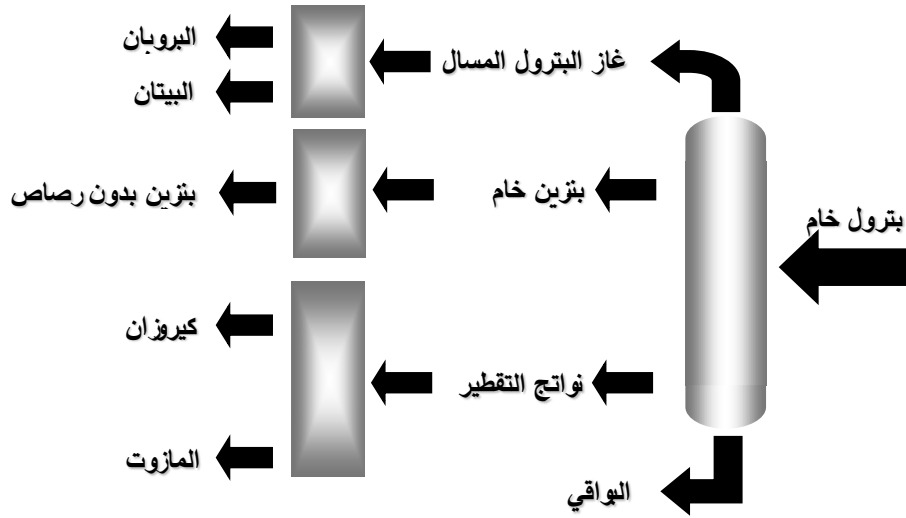 البروبان
غاز البترول المسال
البيتان
بنزين بدون رصاص
بنزين خام
بترول خام
كيروزان
نواتج التقطير
المازوت
البواقي